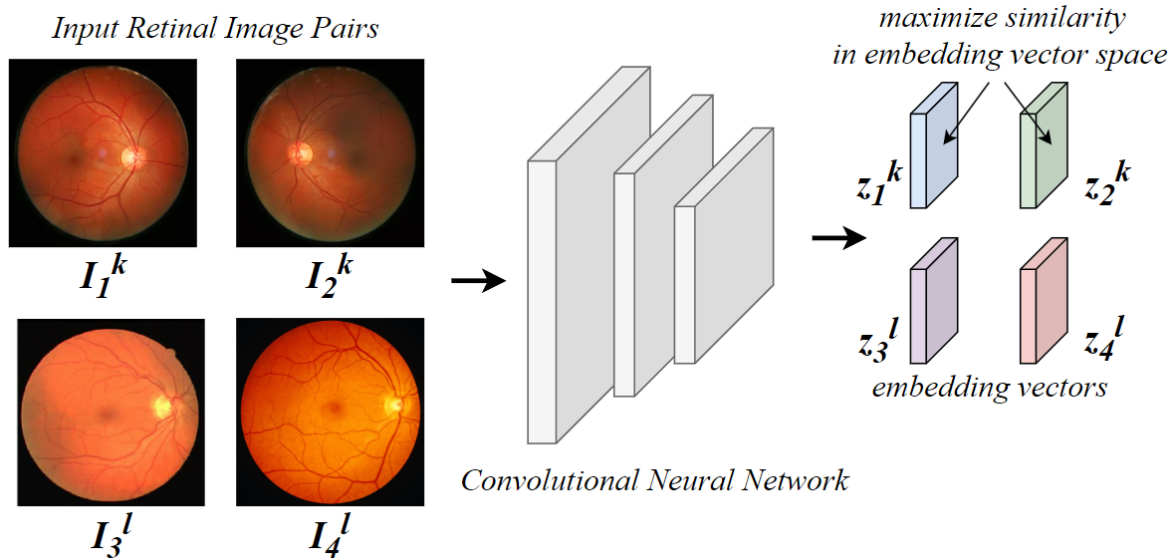 Input Retinal Image Pairs
maximize similarity
in embedding vector space
I₁ᵏ
I₂ᵏ
z₁ᵏ
z₂ᵏ
I₃ˡ
I₄ˡ
z₃ˡ
z₄ˡ
embedding vectors
Convolutional Neural Network